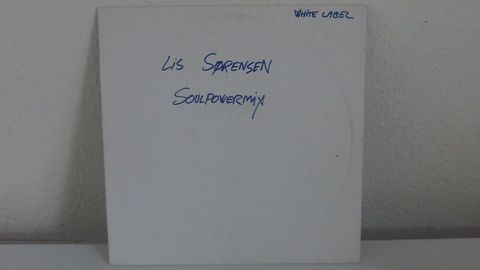 WHITE LABEL
LIS SØRENSEN
SOULPOWERMIX